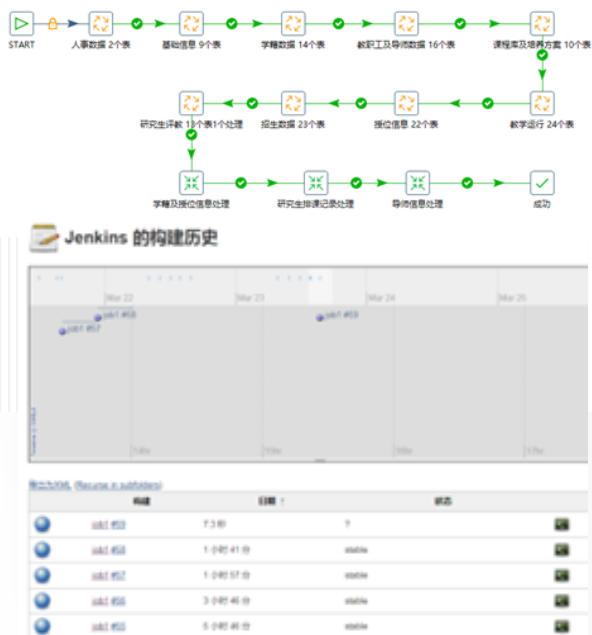 START
人事数据 2个表
基础信息 9个表
学籍数据 14个表
教职工及导师数据 16个表
课程库及培养方案 10个表
研究生评教 13个表1个处理
招生数据 23个表
授位信息 22个表
教学运行 24个表
学籍及授位信息处理
研究生排课记录处理
导师信息处理
成功
Jenkins 的构建历史
Mar 22
Mar 23
Mar 24
Mar 25
job1 #58
job1 #59
job1 #57
14hr
15hr
16hr
17hr
(Recurse in subfolders)
构建
日期 ↑
状态
job1 #59
7.3 秒
?
job1 #58
1 小时 41 分
stable
job1 #57
1 小时 57 分
stable
job1 #56
3 小时 46 分
stable
job1 #55
5 小时 46 分
stable